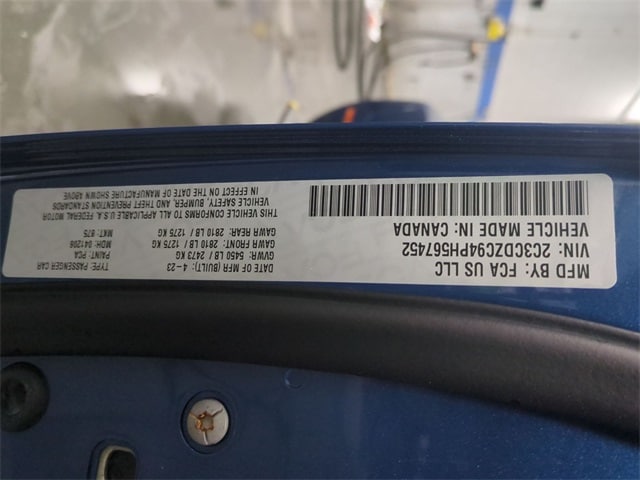 MFD BY: FCA US LLC
VIN: 2C3CDZC94PH567452
VEHICLE MADE IN: CANADA
DATE OF MFR (BUILT): 4-23
GVWR: 5450 LB / 2473 KG
GAWR FRONT: 2810 LB / 1275 KG
GAWR REAR: 2810 LB / 1275 KG
TYPE: PASSENGER CAR
PAINT: PCA
MDH: 041206
MKT: 875
THIS VEHICLE CONFORMS TO ALL APPLICABLE U.S.A. FEDERAL MOTOR
VEHICLE SAFETY, BUMPER, AND THEFT PREVENTION STANDARDS
IN EFFECT ON THE DATE OF MANUFACTURE SHOWN ABOVE